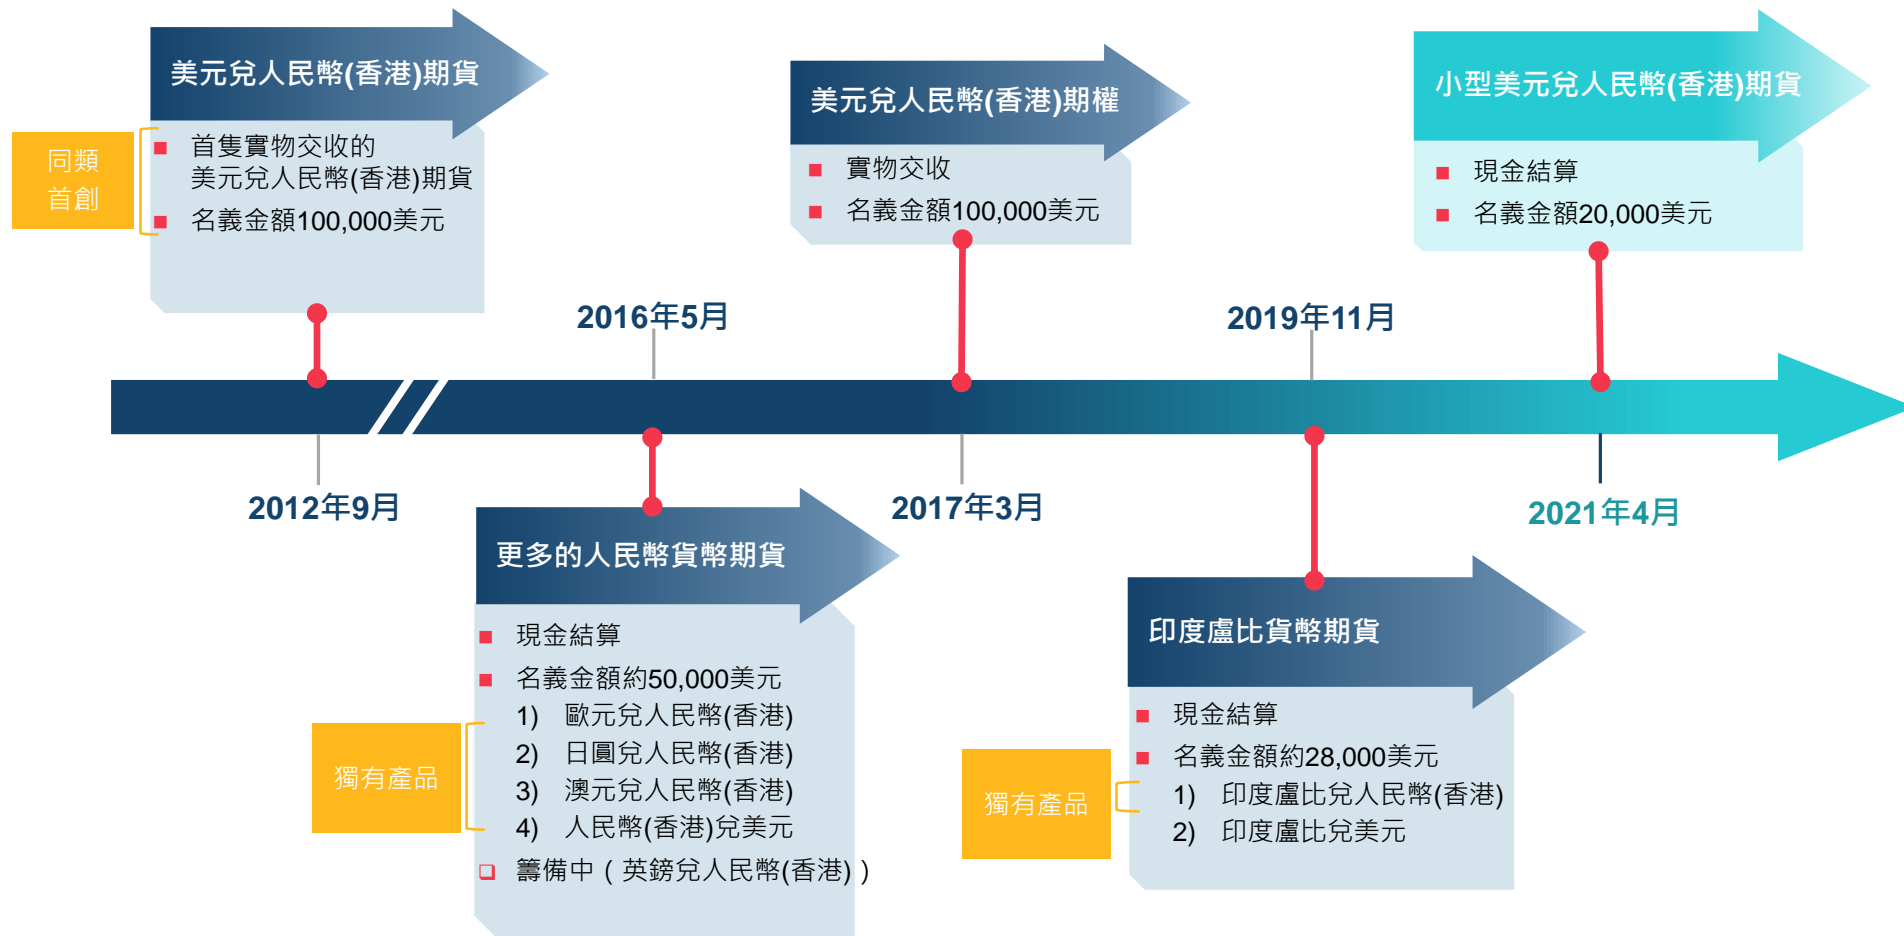 美元兌人民幣(香港)期貨
同類
首創
首隻實物交收的
美元兌人民幣(香港)期貨
名義金額100,000美元
2012年9月
2016年5月
更多的人民幣貨幣期貨
現金結算
名義金額約50,000美元
獨有產品
1) 歐元兌人民幣(香港)
2) 日圓兌人民幣(香港)
3) 澳元兌人民幣(香港)
4) 人民幣(香港)兌美元
籌備中（英鎊兌人民幣(香港)）
美元兌人民幣(香港)期權
實物交收
名義金額100,000美元
2017年3月
2019年11月
印度盧比貨幣期貨
現金結算
名義金額約28,000美元
獨有產品
1) 印度盧比兌人民幣(香港)
2) 印度盧比兌美元
小型美元兌人民幣(香港)期貨
現金結算
名義金額20,000美元
2021年4月